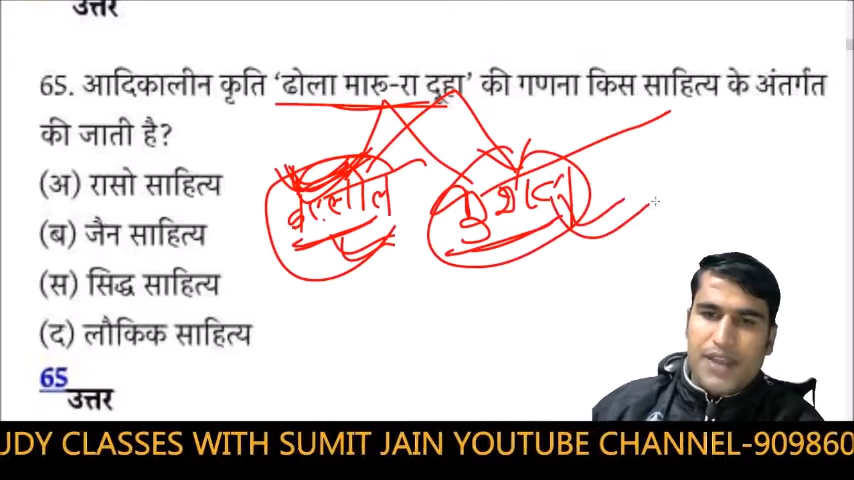 उत्तर
65. आदिकालीन कृति 'ढोला मारू-रा दूहा' की गणना किस साहित्य के अंतर्गत
की जाती है?
(अ) रासो साहित्य
(ब) जैन साहित्य
(स) सिद्ध साहित्य
(द) लौकिक साहित्य
65
उत्तर
UDY CLASSES WITH SUMIT JAIN YOUTUBE CHANNEL-909860